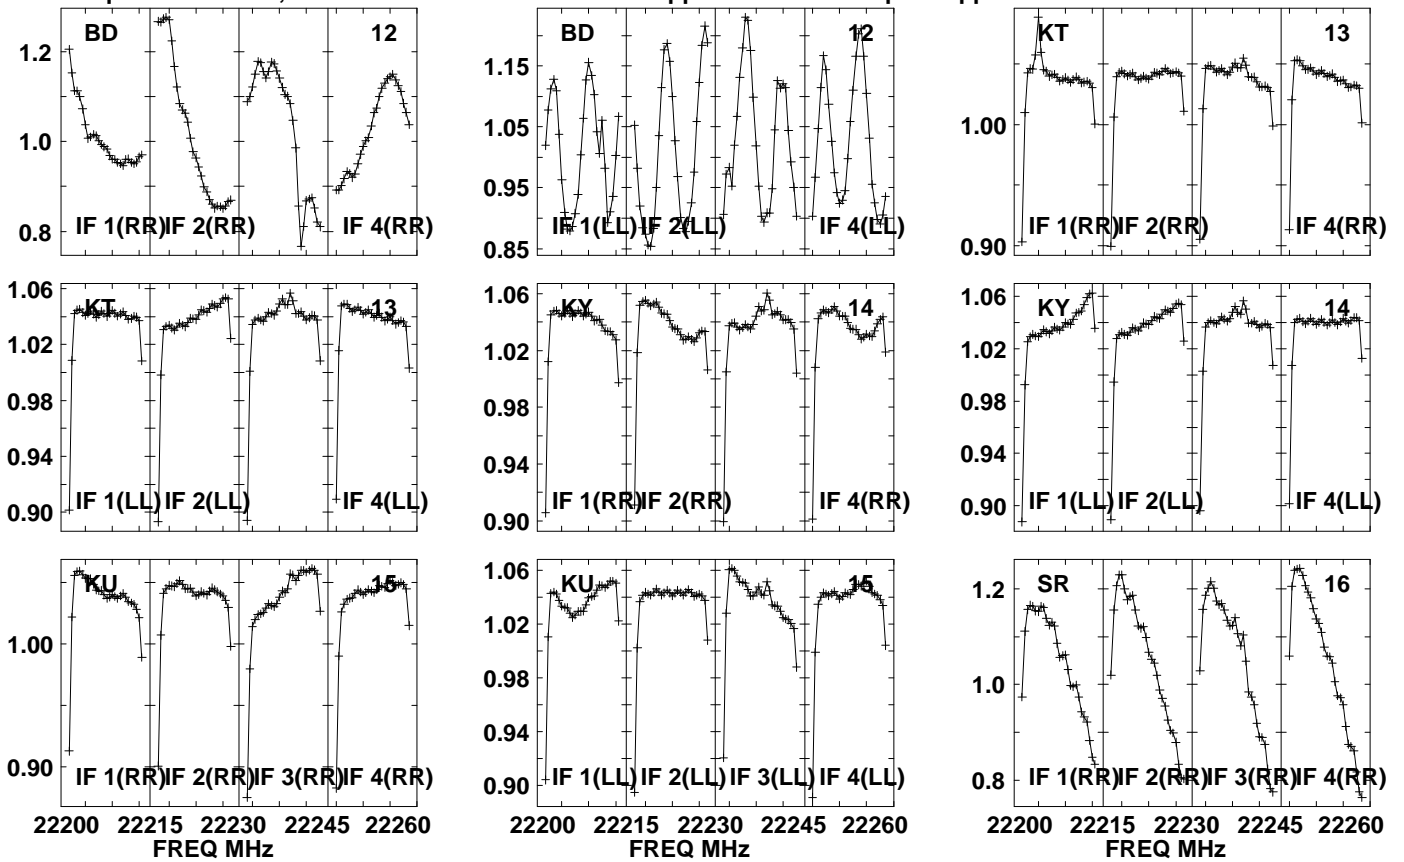 BD 12
1.2
1.0
0.8
IF 1(RR) IF 2(RR) IF 4(RR)
BD 12
1.15
1.05
0.95
0.85
IF 1(LL) IF 2(LL) IF 4(LL)
KT 13
1.00
0.90
IF 1(RR) IF 2(RR) IF 4(RR)
KT 13
1.06
1.02
0.98
0.94
0.90
IF 1(LL) IF 2(LL) IF 4(LL)
KY 14
1.06
1.02
0.98
0.94
0.90
IF 1(RR) IF 2(RR) IF 4(RR)
KY 14
1.06
1.02
0.98
0.94
0.90
IF 1(LL) IF 2(LL) IF 4(LL)
KU 15
1.00
0.90
IF 1(RR) IF 2(RR) IF 3(RR) IF 4(RR)
22200 22215 22230 22245 22260
FREQ MHz
KU 15
1.06
1.02
0.98
0.94
0.90
IF 1(LL) IF 2(LL) IF 3(LL) IF 4(LL)
SR 16
1.2
1.0
0.8
IF 1(RR) IF 2(RR) IF 3(RR) IF 4(RR)
22200 22215 22230 22245 22260
FREQ MHz